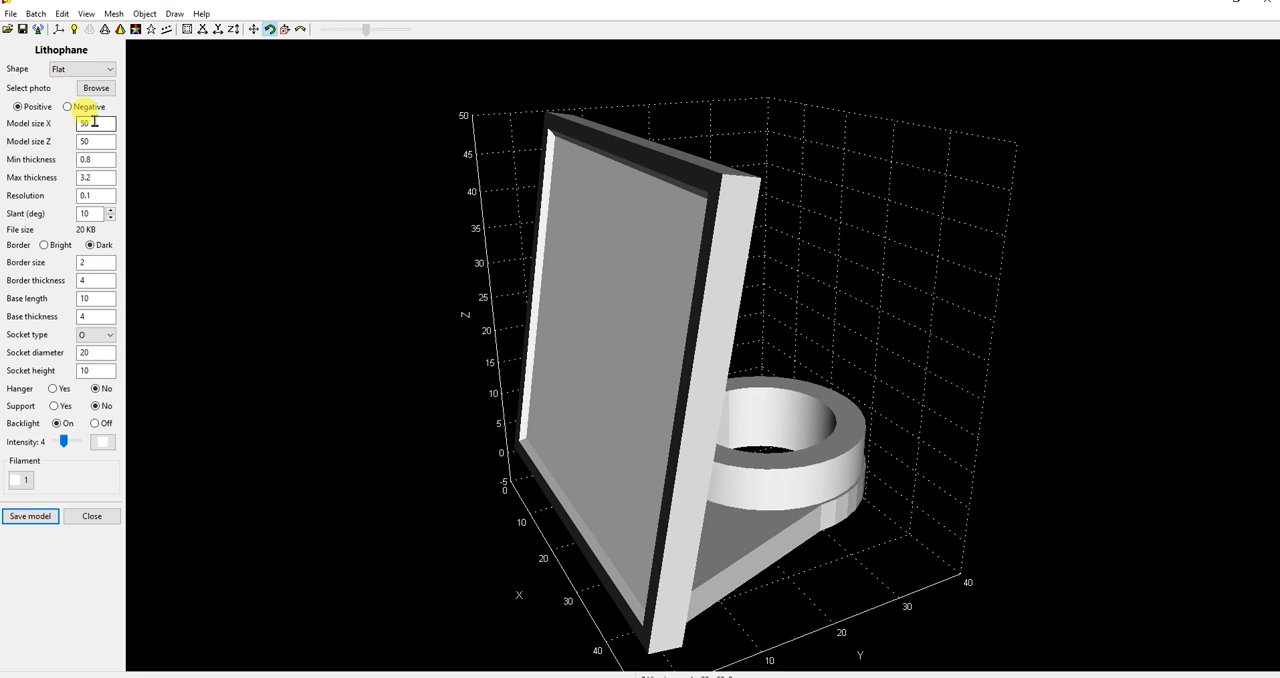 File Batch Edit View Mesh Object Draw Help
Lithophane
Shape Flat
Select photo Browse
Positive Negative
Model size X 50
Model size Z 50
Min thickness 0.8
Max thickness 3.2
Resolution 0.1
Slant (deg) 10
File size 20 KB
Border Bright Dark
Border size 2
Border thickness 4
Base length 10
Base thickness 4
Socket type O
Socket diameter 20
Socket height 10
Hanger Yes No
Support Yes No
Backlight On Off
Intensity: 4
Filament
1
Save model Close
50
45
40
35
30
25
20
15
10
5
0
-5
Z
0
10
20
30
40
X
10
20
30
40
Y